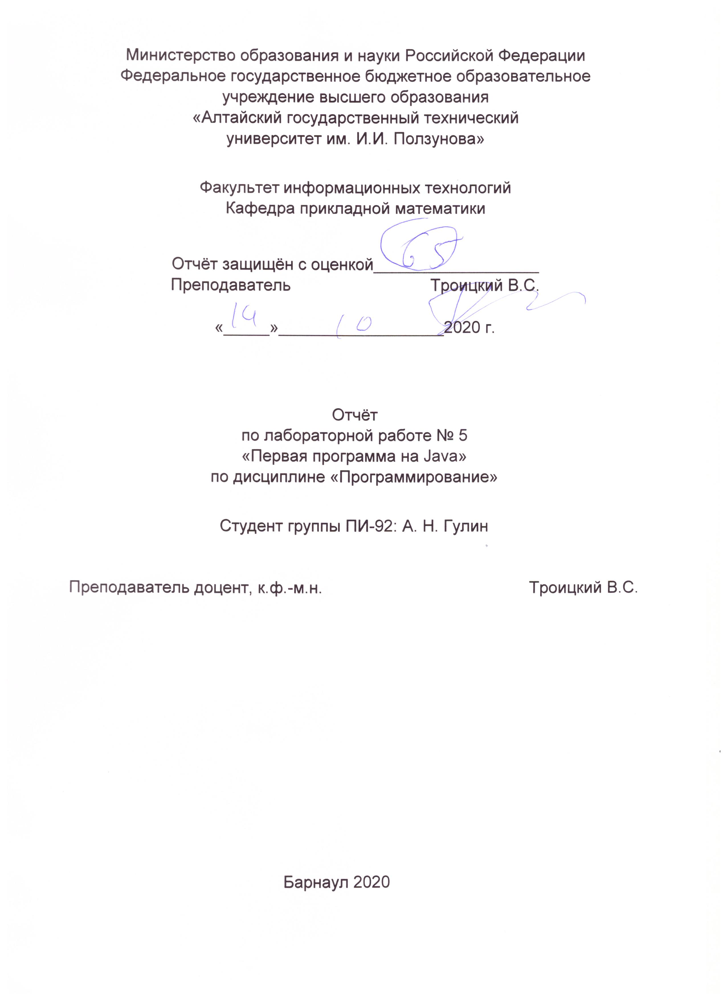 Министерство образования и науки Российской Федерации
Федеральное государственное бюджетное образовательное
учреждение высшего образования
«Алтайский государственный технический
университет им. И.И. Ползунова»
Факультет информационных технологий
Кафедра прикладной математики
Отчёт защищён с оценкой 65
Преподаватель Троицкий В.С.
«14» 10 2020 г.
Отчёт
по лабораторной работе № 5
«Первая программа на Java»
по дисциплине «Программирование»
Студент группы ПИ-92: А. Н. Гулин
Преподаватель доцент, к.ф.-м.н. Троицкий В.С.
Барнаул 2020